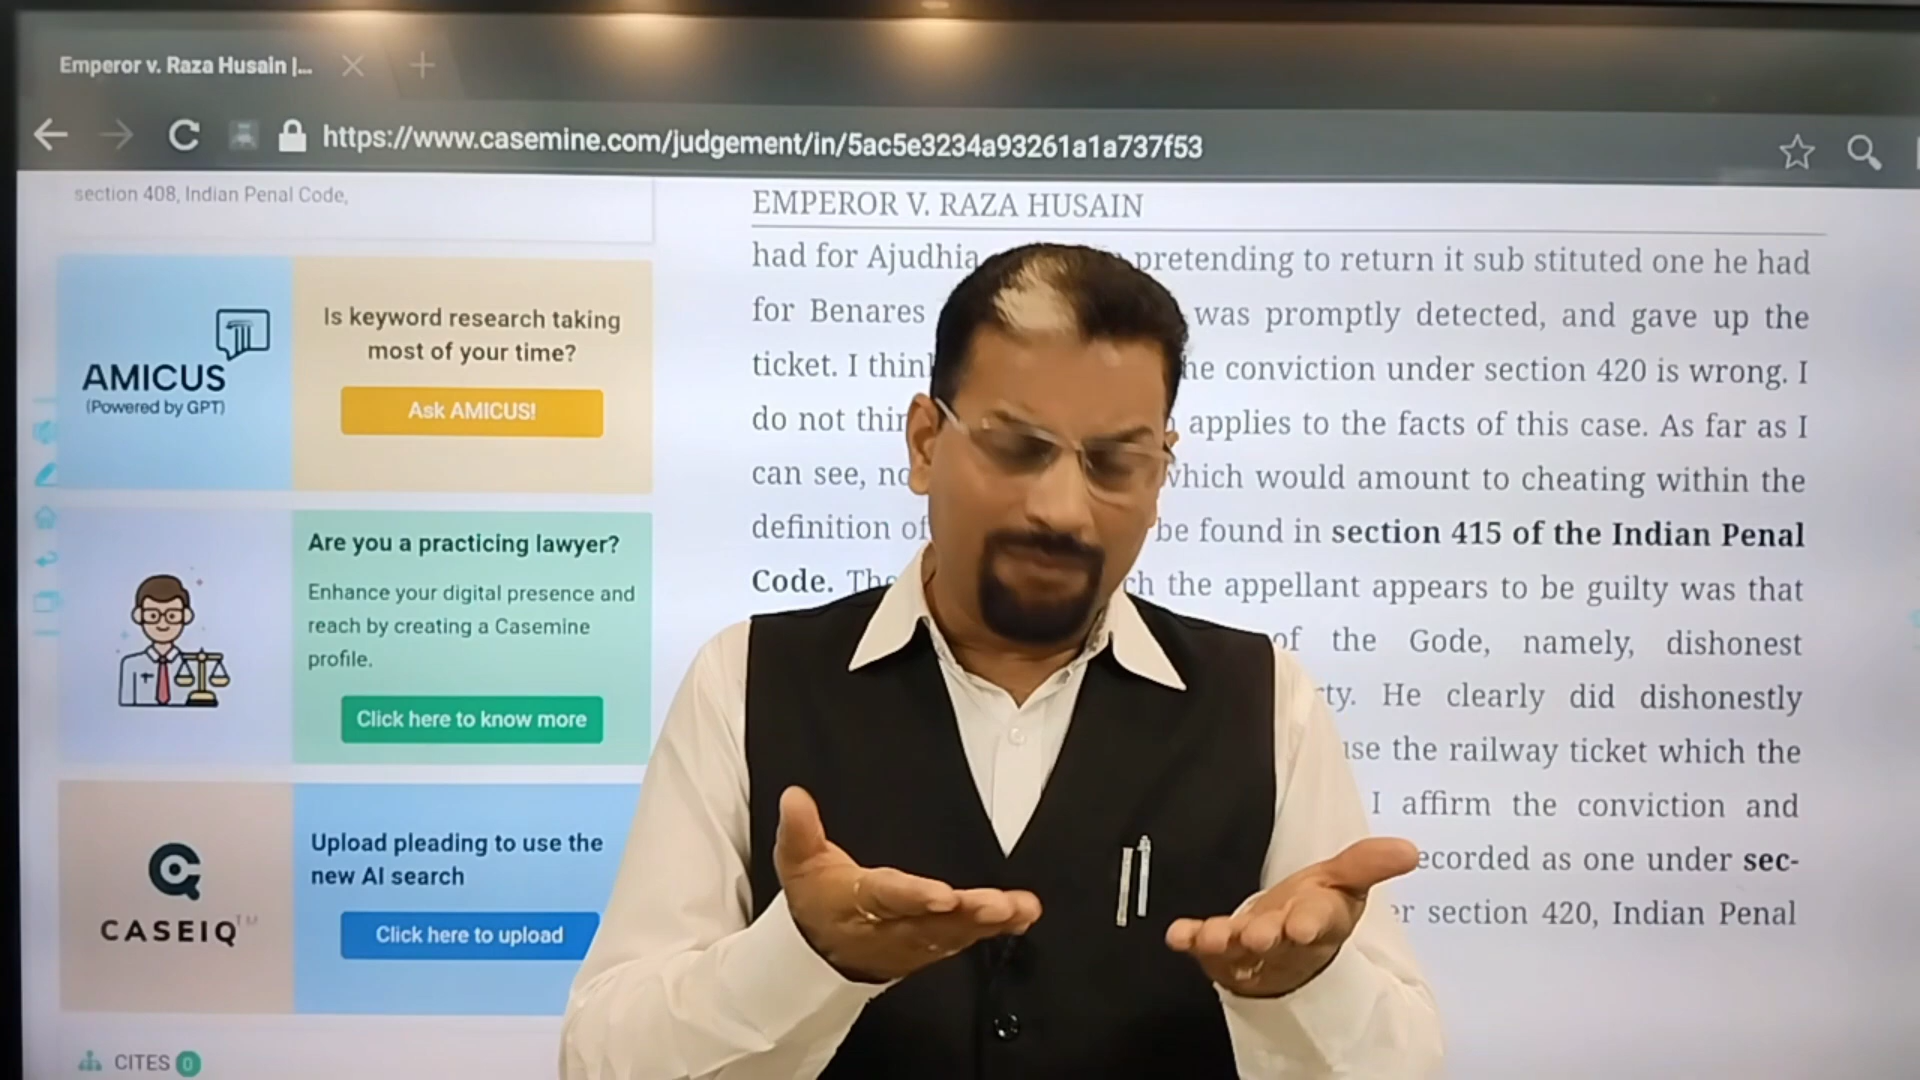 Emperor v. Raza Husain |...
https://www.casemine.com/judgement/in/5ac5e3234a93261a1a737f53
section 408, Indian Penal Code,
AMICUS
(Powered by GPT)
Is keyword research taking
most of your time?
Ask AMICUS!
Are you a practicing lawyer?
Enhance your digital presence and
reach by creating a Casemine
profile.
Click here to know more
CASEIQ™
Upload pleading to use the
new AI search
Click here to upload
CITES 0
EMPEROR V. RAZA HUSAIN
had for Ajudhia pretending to return it sub stituted one he had
for Benares was promptly detected, and gave up the
ticket. I conviction under section 420 is wrong. I
do not applies to the facts of this case. As far as I
can see, which would amount to cheating within the
definition be found in section 415 of the Indian Penal
Code. the appellant appears to be guilty was that
of the Gode, namely, dishonest
He clearly did dishonestly
the railway ticket which the
I affirm the conviction and
as one under sec-
section 420, Indian Penal